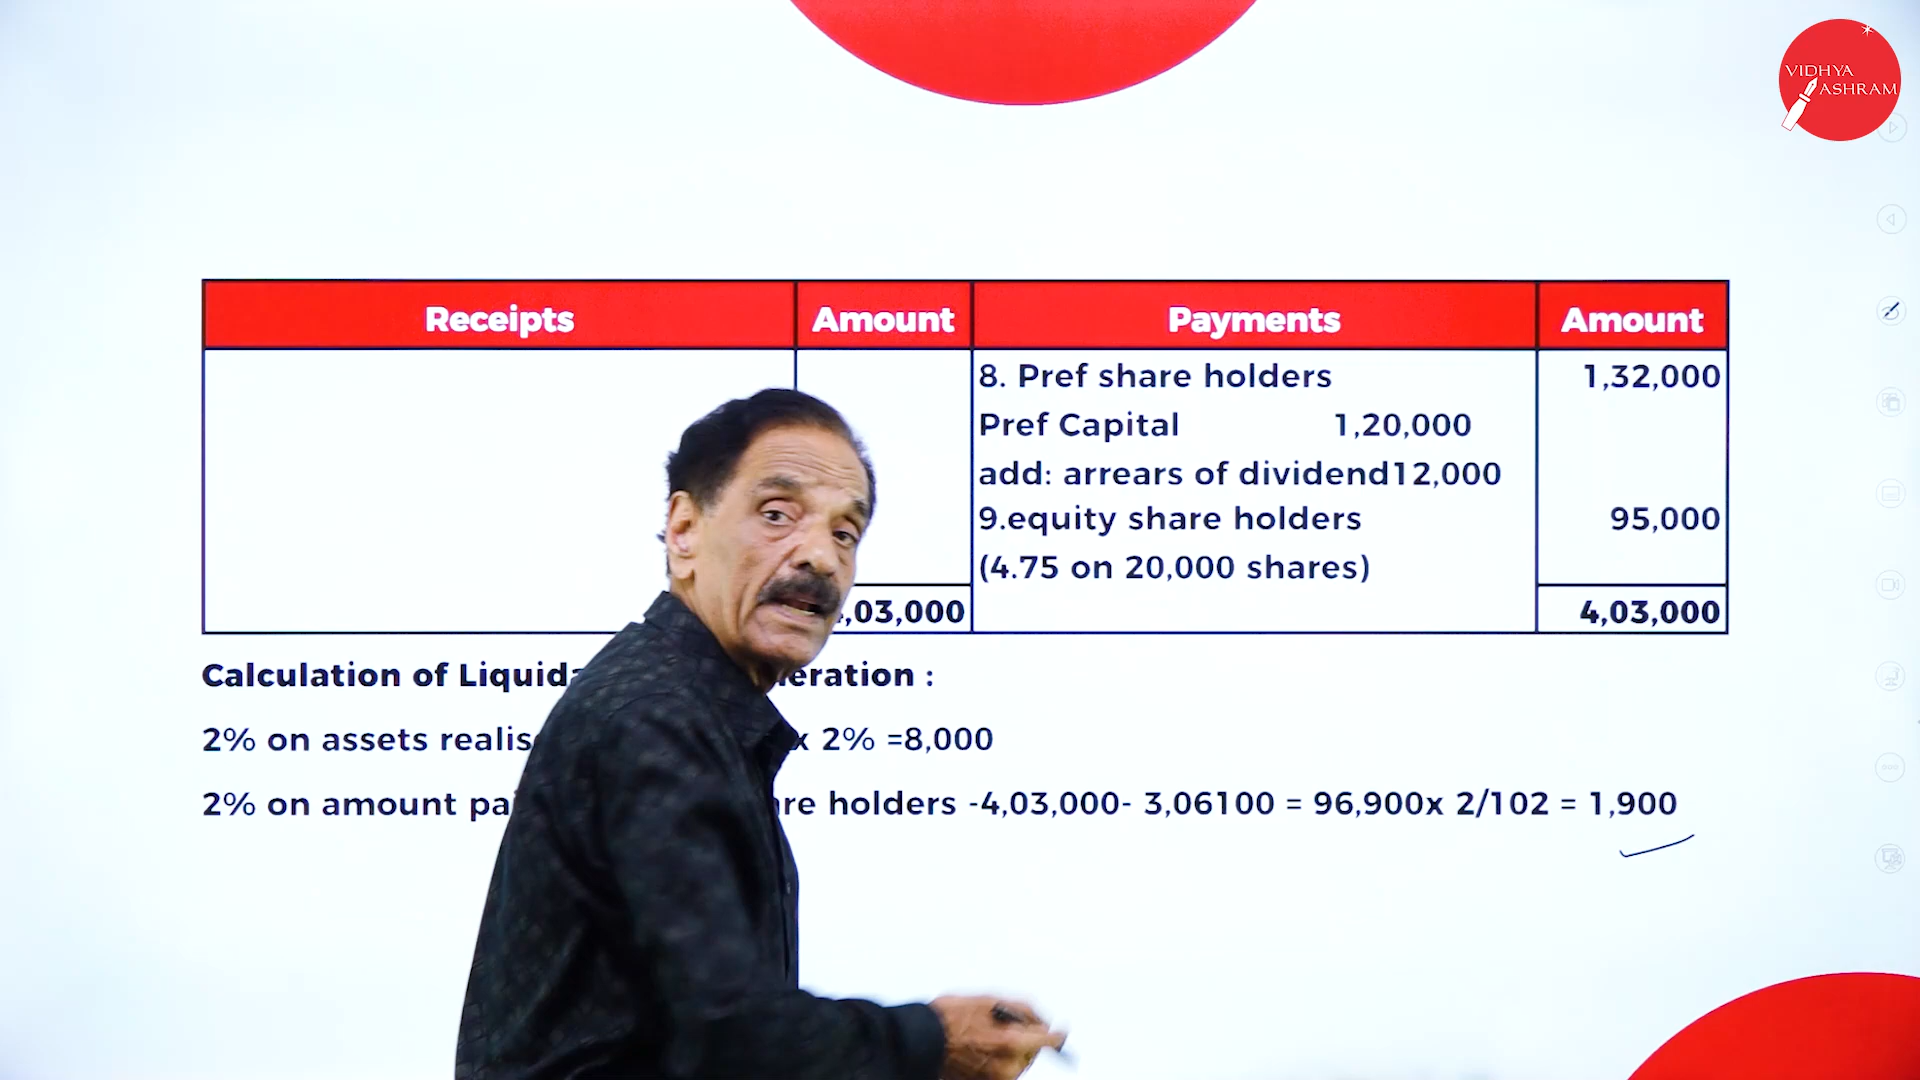 VIDHYA
ASHRAM
Receipts Amount Payments Amount
8. Pref share holders 1,32,000
Pref Capital 1,20,000
add: arrears of dividend12,000
9.equity share holders 95,000
(4.75 on 20,000 shares)
,03,000 4,03,000
Calculation of Liquid eration :
2% on assets realis x 2% =8,000
2% on amount pa re holders -4,03,000- 3,06100 = 96,900x 2/102 = 1,900